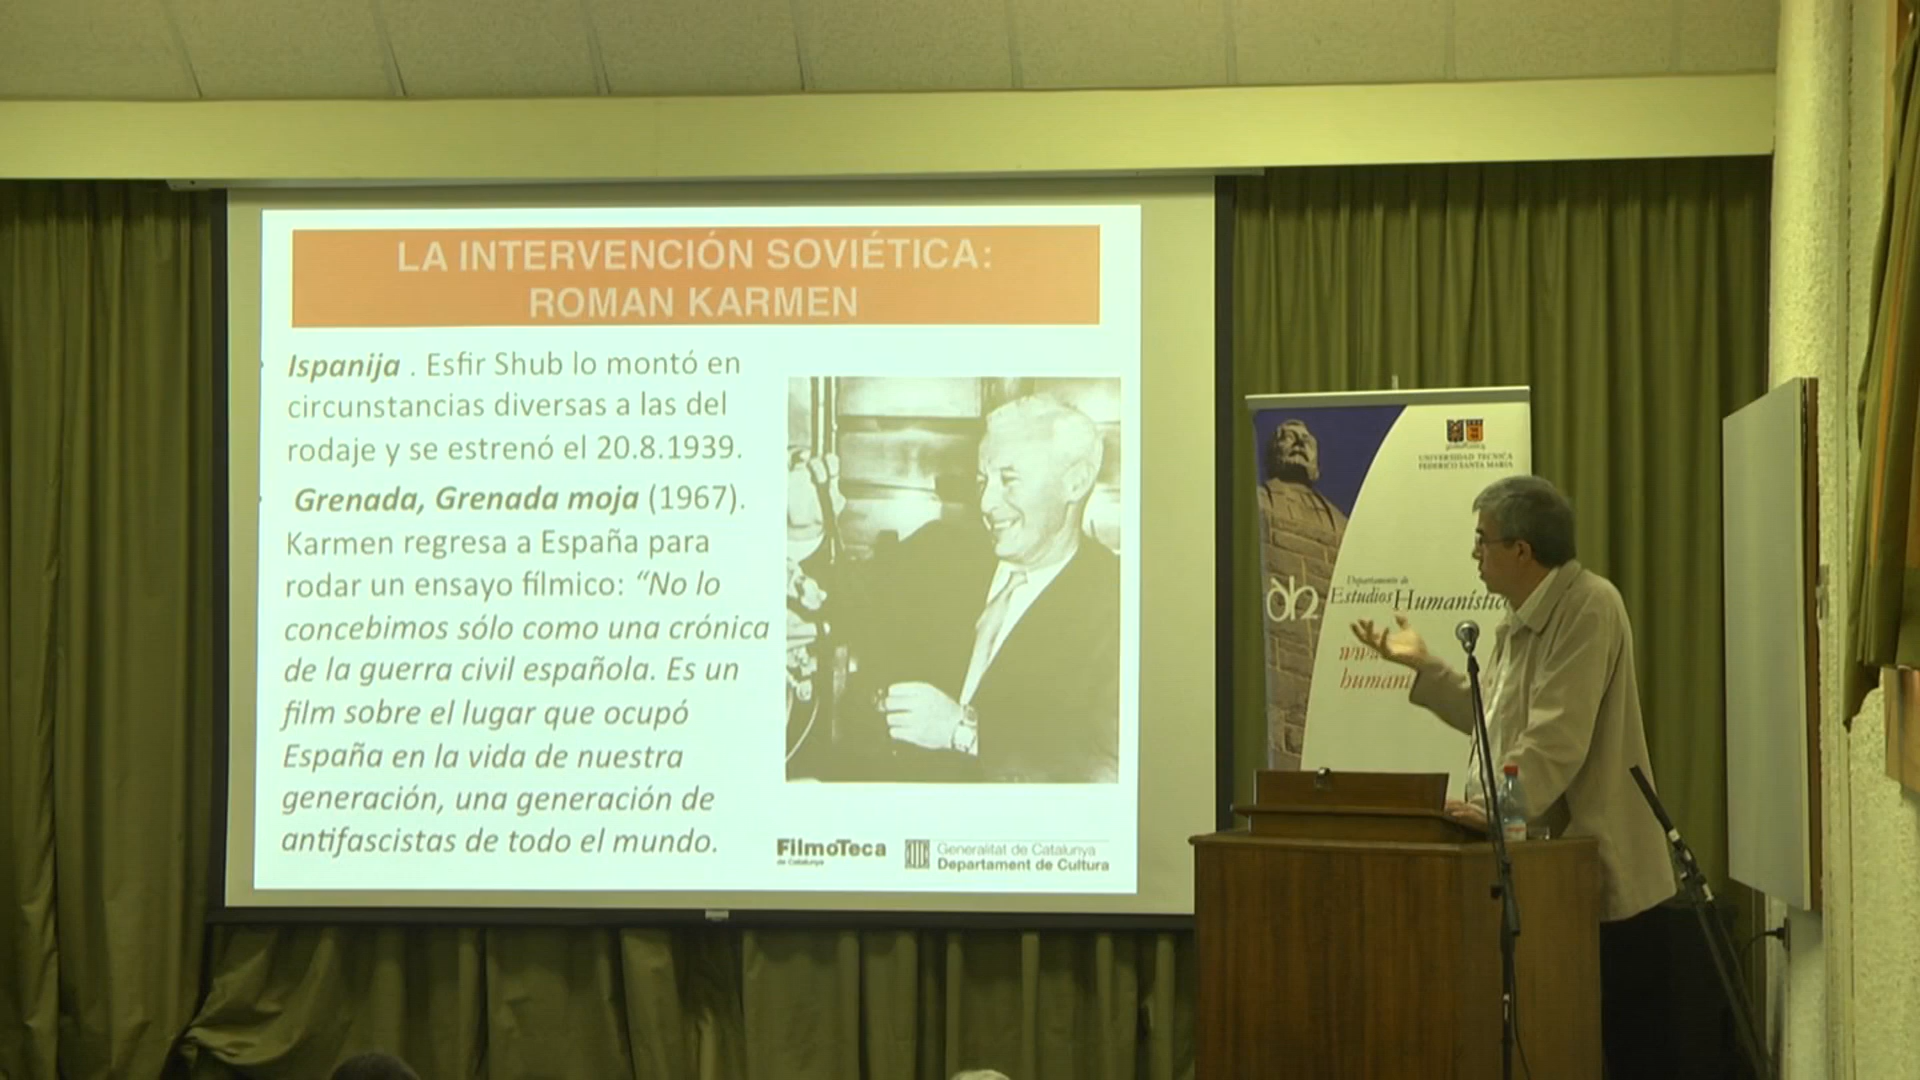 LA INTERVENCIÓN SOVIÉTICA:
ROMAN KARMEN
Ispanija . Esfir Shub lo montó en
circunstancias diversas a las del
rodaje y se estrenó el 20.8.1939.
Grenada, Grenada moja (1967).
Karmen regresa a España para
rodar un ensayo fílmico: “No lo
concebimos sólo como una crónica
de la guerra civil española. Es un
film sobre el lugar que ocupó
España en la vida de nuestra
generación, una generación de
antifascistas de todo el mundo.
FilmoTeca
de Catalunya
Generalitat de Catalunya
Departament de Cultura
UNIVERSIDAD TECNICA
FEDERICO SANTA MARIA
Departamento de
Estudios Humanístic